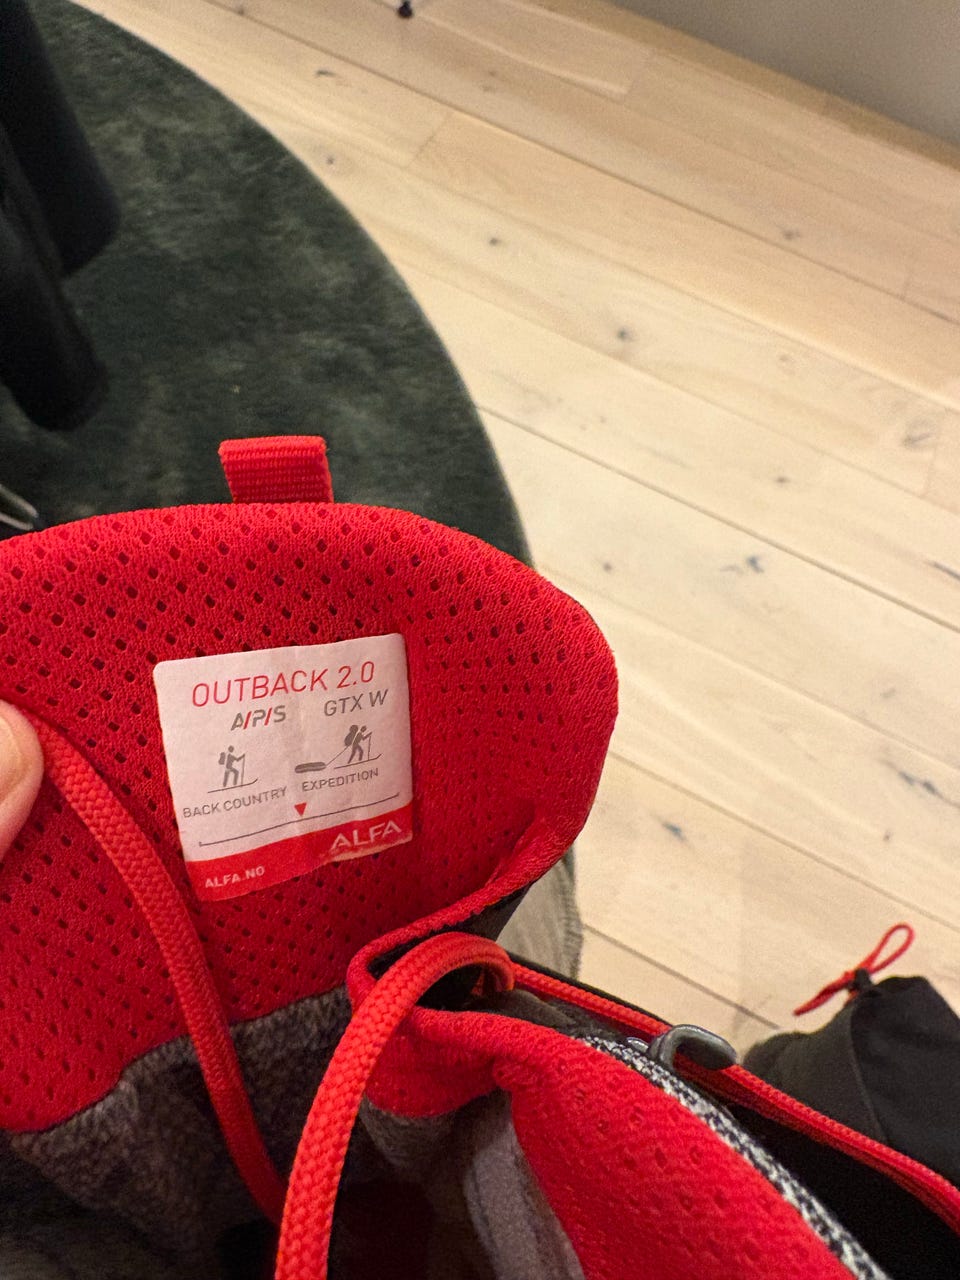 OUTBACK 2.0
A/P/S GTX W
BACK COUNTRY EXPEDITION
ALFA
ALFA.NO